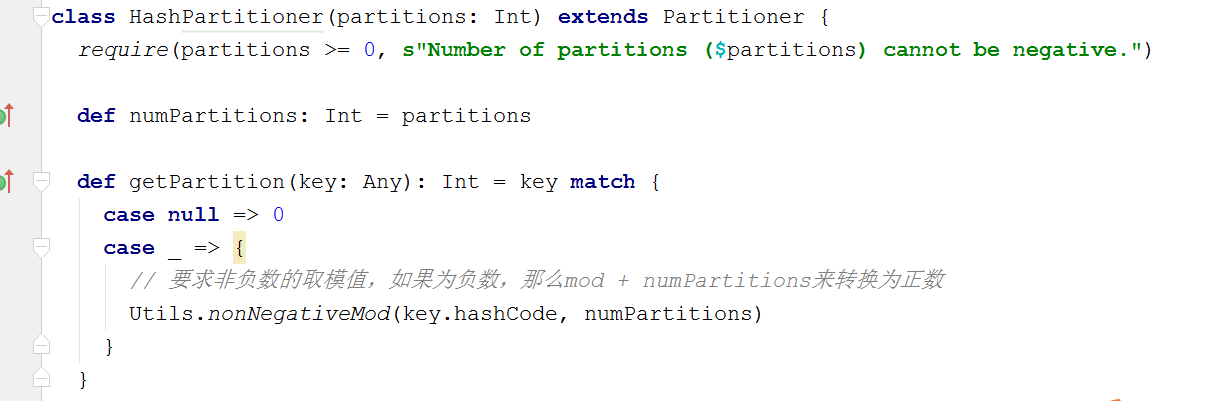 class HashPartitioner(partitions: Int) extends Partitioner {
require(partitions >= 0, s"Number of partitions ($partitions) cannot be negative.")
def numPartitions: Int = partitions
def getPartition(key: Any): Int = key match {
case null => 0
case _ => {
// 要求非负数的取模值，如果为负数，那么mod + numPartitions来转换为正数
Utils.nonNegativeMod(key.hashCode, numPartitions)
}
}